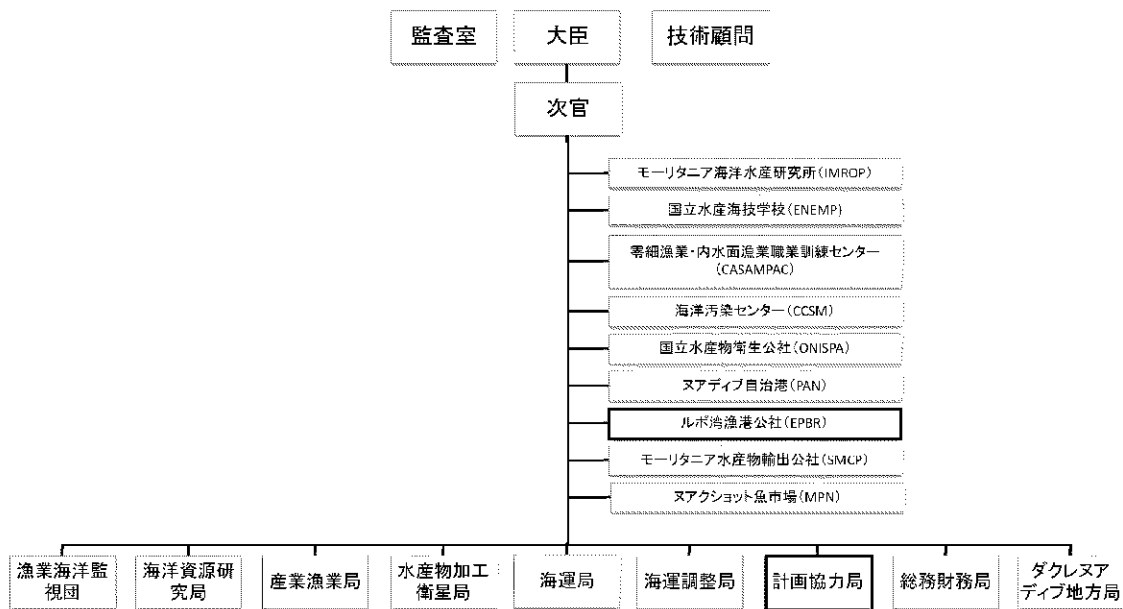 監査室 大臣 技術顧問
次官
モーリタニア海洋水産研究所(IMROP)
国立水産海技学校(ENEMP)
零細漁業・内水面漁業職業訓練センター
(CASAMPAC)
海洋汚染センター(CCSM)
国立水産物衛生公社(ONISPA)
ヌアディブ自治港(PAN)
ルポ湾漁港公社(EPBR)
モーリタニア水産物輸出公社(SMCP)
ヌアクショット魚市場(MPN)
漁業海洋監
視団
海洋資源研
究局
産業漁業局
水産物加工
衛星局
海運局
海運調整局
計画協力局
総務財務局
ダクレヌア
ディブ地方局